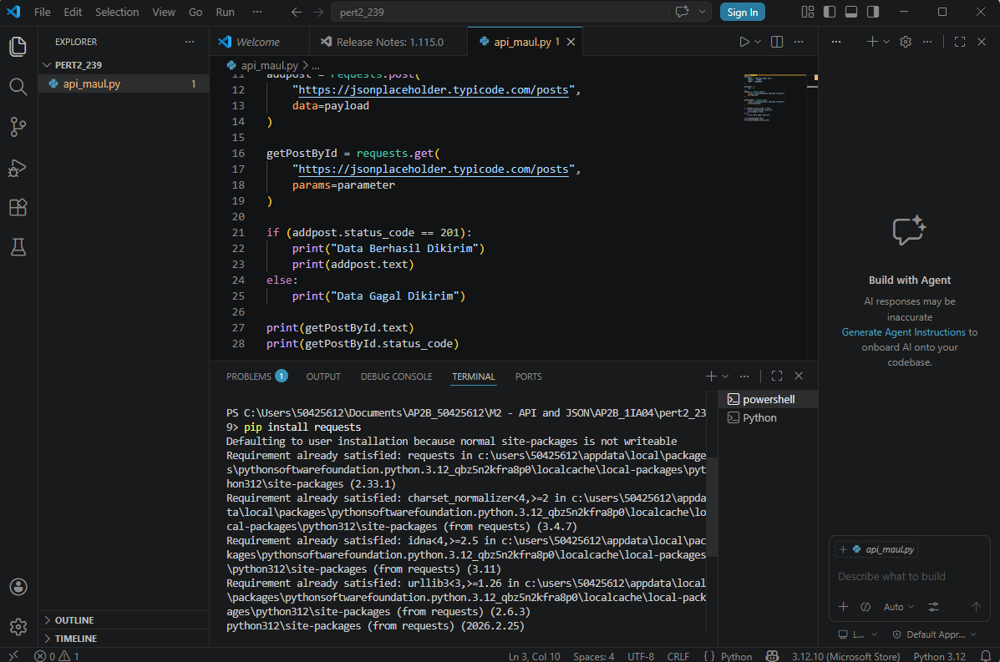 File Edit Selection View Go Run ··· pert2_239 Sign In
EXPLORER ···
Welcome Release Notes: 1.115.0 api_maul.py 1
PERT2_239
api_maul.py 1
api_maul.py > ...
11 addpost = requests.post(
12 "https://jsonplaceholder.typicode.com/posts",
13 data=payload
14 )
15
16 getPostById = requests.get(
17 "https://jsonplaceholder.typicode.com/posts",
18 params=parameter
19 )
20
21 if (addpost.status_code == 201):
22 print("Data Berhasil Dikirim")
23 print(addpost.text)
24 else:
25 print("Data Gagal Dikirim")
26
27 print(getPostById.text)
28 print(getPostById.status_code)
PROBLEMS 1 OUTPUT DEBUG CONSOLE TERMINAL PORTS
PS C:\Users\50425612\Documents\AP2B_50425612\M2 - API and JSON\AP2B_1IA04\pert2_23
9> pip install requests
Defaulting to user installation because normal site-packages is not writeable
Requirement already satisfied: requests in c:\users\50425612\appdata\local\package
s\pythonsoftwarefoundation.python.3.12_qbz5n2kfra8p0\localcache\local-packages\pyt
hon312\site-packages (2.33.1)
Requirement already satisfied: charset_normalizer<4,>=2 in c:\users\50425612\appda
ta\local\packages\pythonsoftwarefoundation.python.3.12_qbz5n2kfra8p0\localcache\lo
cal-packages\python312\site-packages (from requests) (3.4.7)
Requirement already satisfied: idna<4,>=2.5 in c:\users\50425612\appdata\local\pac
kages\pythonsoftwarefoundation.python.3.12_qbz5n2kfra8p0\localcache\local-packages
\python312\site-packages (from requests) (3.11)
Requirement already satisfied: urllib3<3,>=1.26 in c:\users\50425612\appdata\local
\packages\pythonsoftwarefoundation.python.3.12_qbz5n2kfra8p0\localcache\local-pack
ages\python312\site-packages (from requests) (2.6.3)
python312\site-packages (from requests) (2026.2.25)
powershell
Python
Build with Agent
AI responses may be
inaccurate
Generate Agent Instructions to
onboard AI onto your
codebase.
api_maul.py
Describe what to build
Auto
L... Default Appr...
OUTLINE
TIMELINE
0 1 Ln 3, Col 10 Spaces: 4 UTF-8 CRLF { } Python 3.12.10 (Microsoft Store) Python 3.12